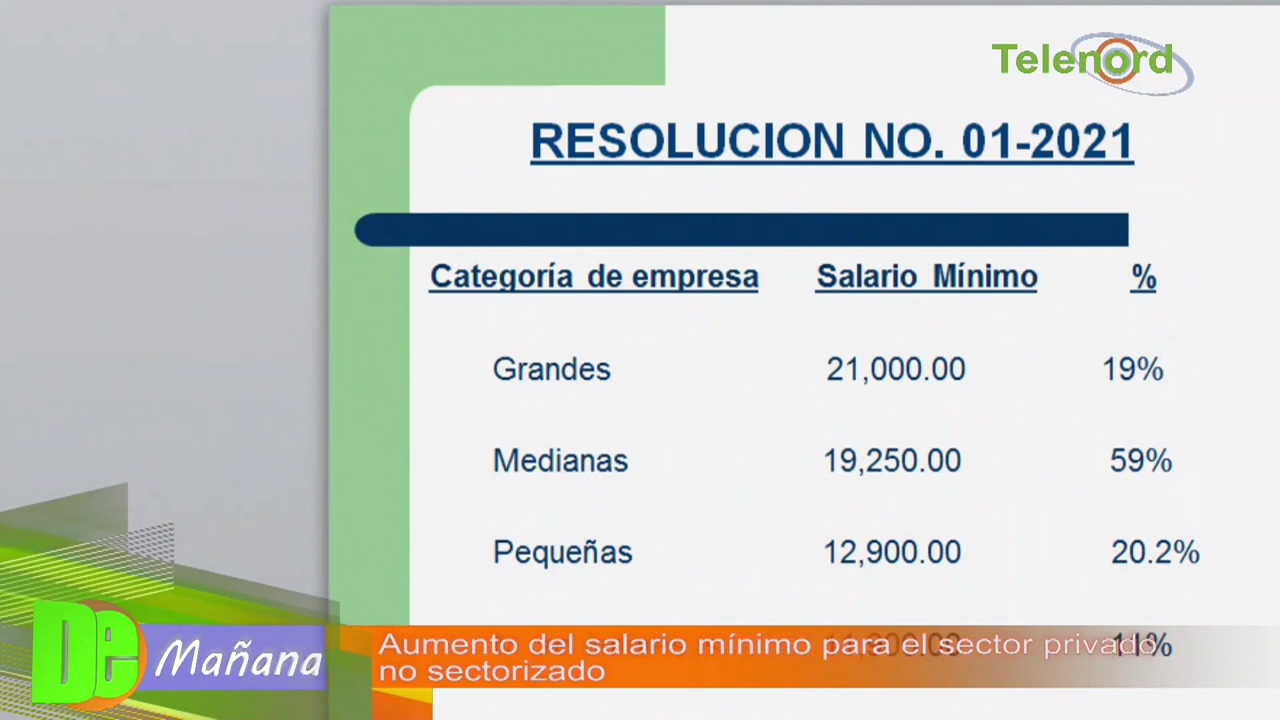 Telenord
RESOLUCION NO. 01-2021
Categoría de empresa Salario Mínimo %
Grandes 21,000.00 19%
Medianas 19,250.00 59%
Pequeñas 12,900.00 20.2%
11%
De Mañana
Aumento del salario mínimo para el sector privado
no sectorizado